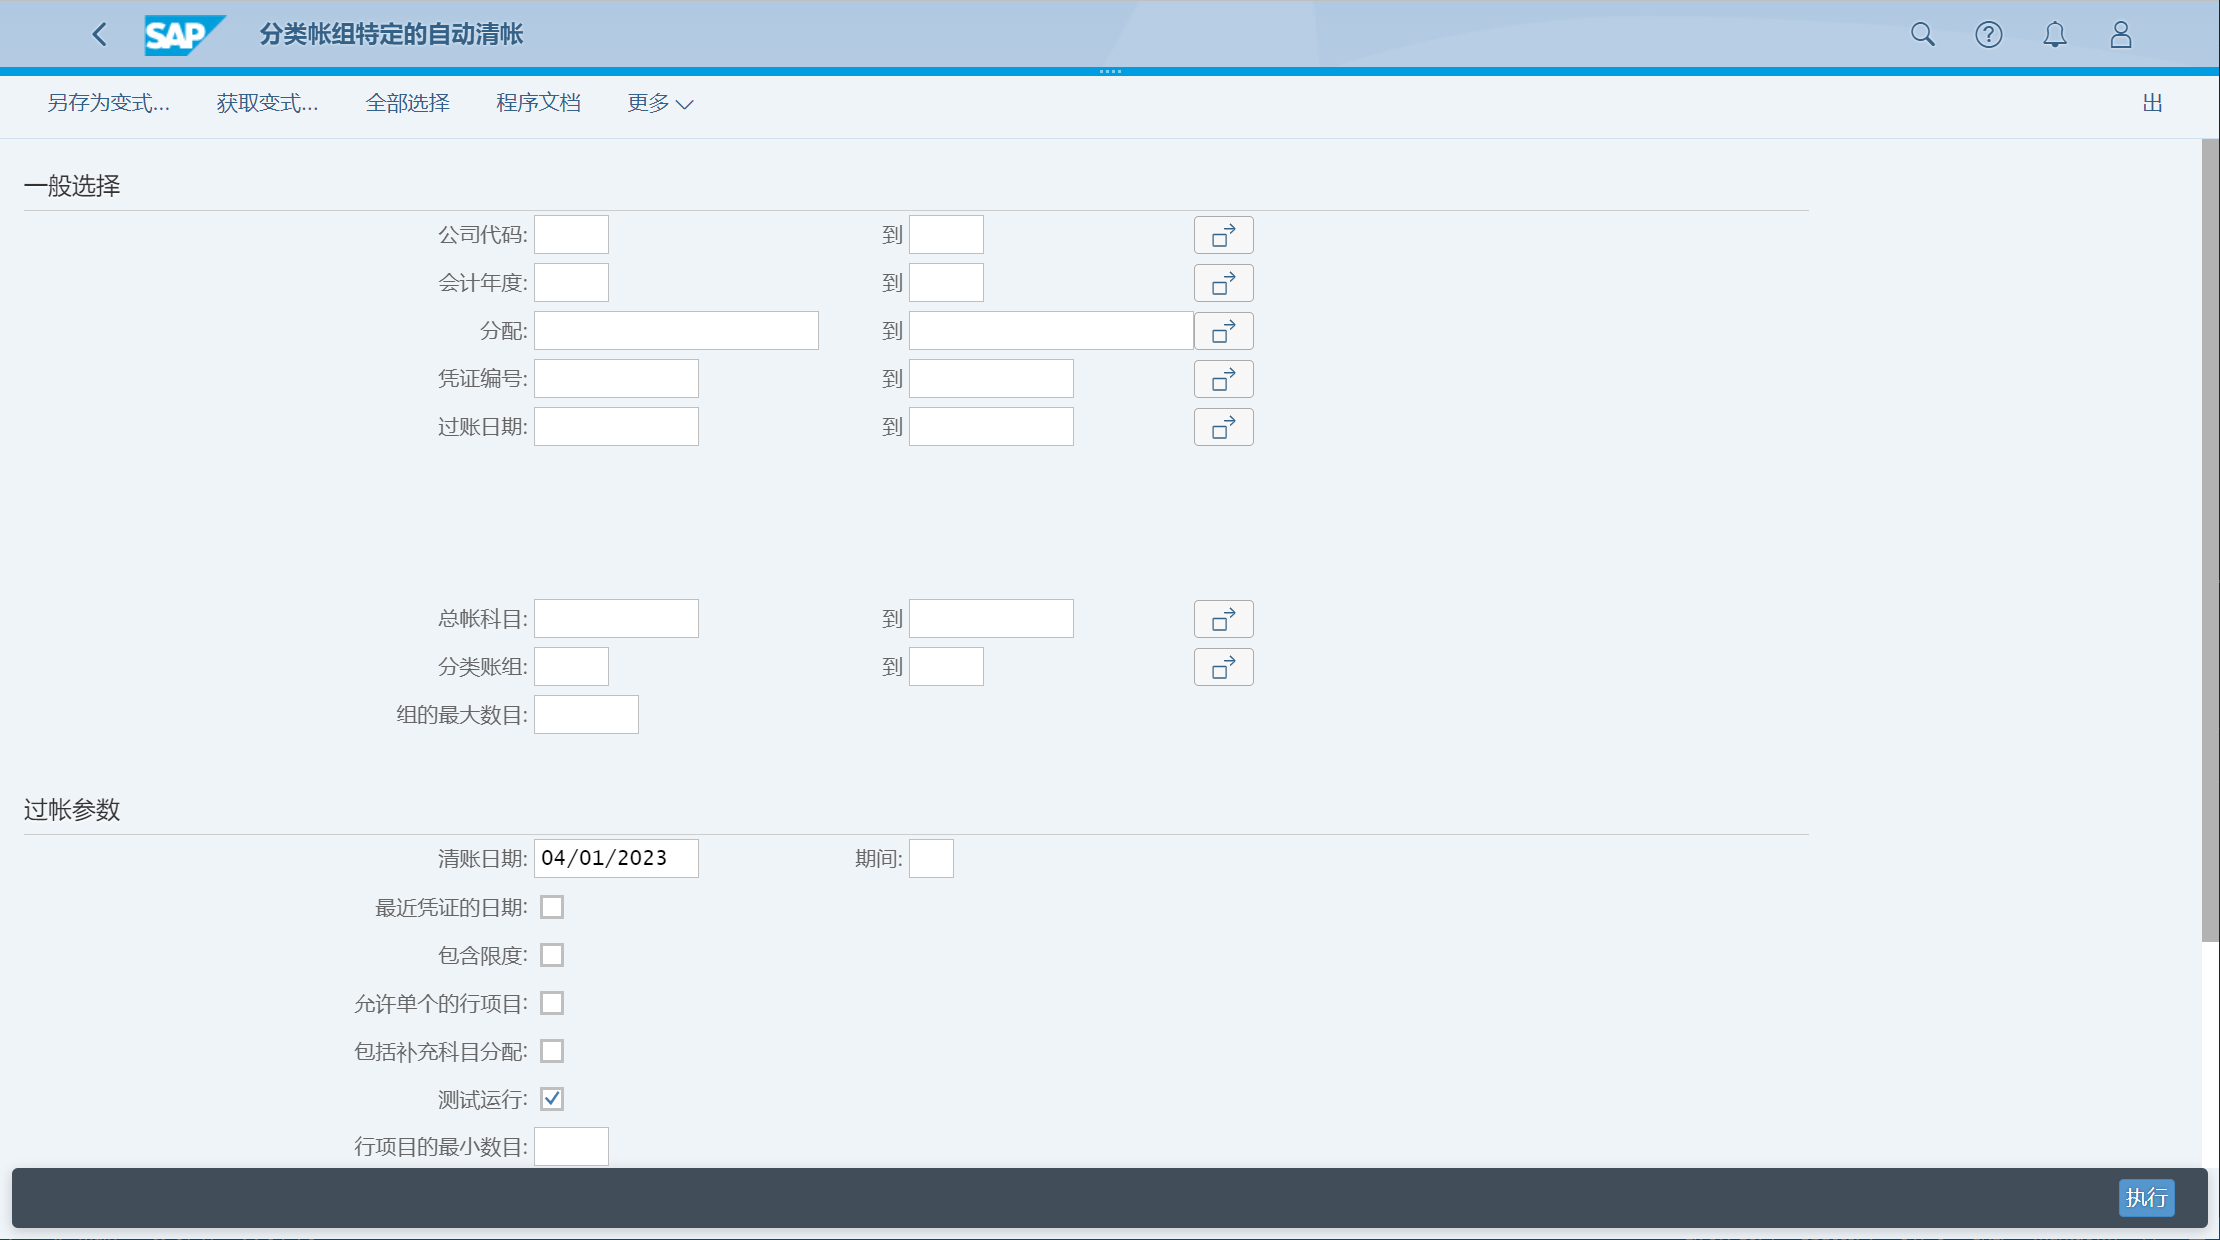 SAP 分类帐组特定的自动清帐
另存为变式... 获取变式... 全部选择 程序文档 更多 出
一般选择
公司代码: 到
会计年度: 到
分配: 到
凭证编号: 到
过账日期: 到
总帐科目: 到
分类账组: 到
组的最大数目:
过帐参数
清账日期: 04/01/2023 期间:
最近凭证的日期:
包含限度:
允许单个的行项目:
包括补充科目分配:
测试运行:
行项目的最小数目:
执行